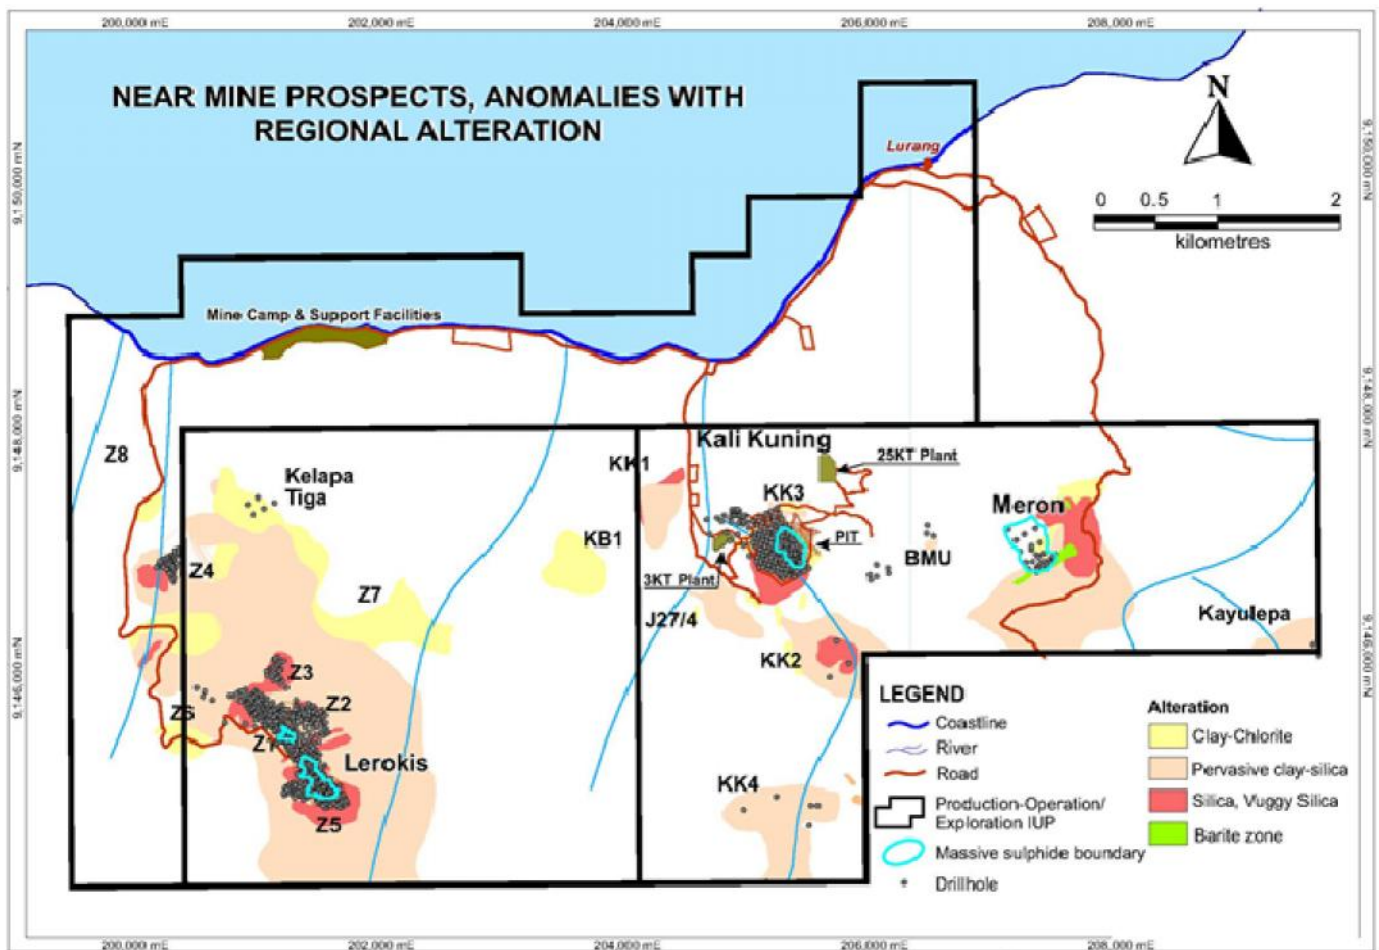 200,000 mE 202,000 mE 204,000 mE 206,000 mE 208,000 mE
NEAR MINE PROSPECTS, ANOMALIES WITH
REGIONAL ALTERATION
N
Lurang
9,150,000 mN
9,150,000 mN
0 0.5 1 2
kilometres
Mine Camp & Support Facilities
9,148,000 mN
9,148,000 mN
Z8
Kali Kuning
25KT Plant
KK1
Kelapa
Tiga
KK3
Meron
KB1
PIT
BMU
Z4
3KT Plant
Z7
J27/4
Kayulepa
9,146,000 mN
9,146,000 mN
KK2
Z3
Z2
Z6
Z1
Lerokis
KK4
Z5
LEGEND
Coastline
River
Road
Production-Operation/
Exploration IUP
Massive sulphide boundary
Drillhole
Alteration
Clay-Chlorite
Pervasive clay-silica
Silica, Vuggy Silica
Barite zone
200,000 mE 202,000 mE 204,000 mE 206,000 mE 208,000 mE